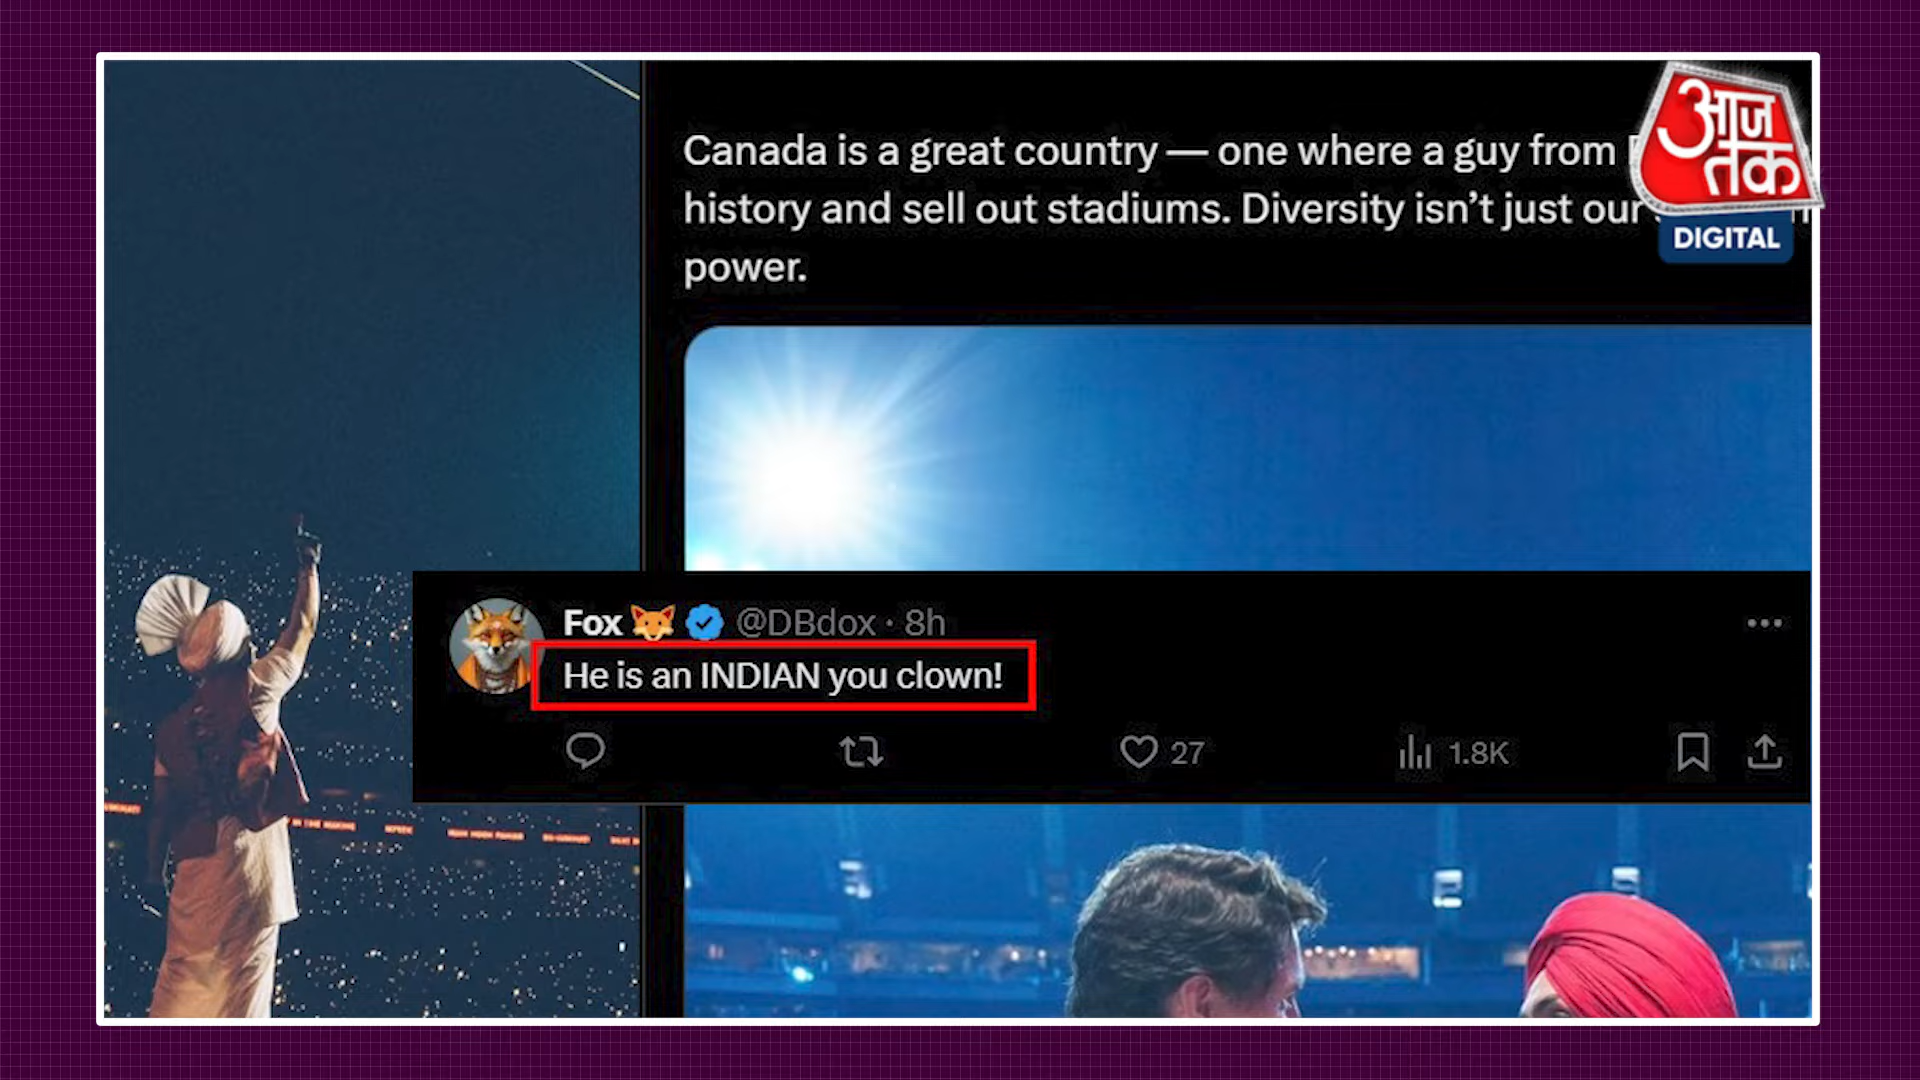 Canada is a great country — one where a guy from
history and sell out stadiums. Diversity isn't just our
power.
आज
तक
DIGITAL
Fox @DBdox · 8h
He is an INDIAN you clown!
27 1.8K